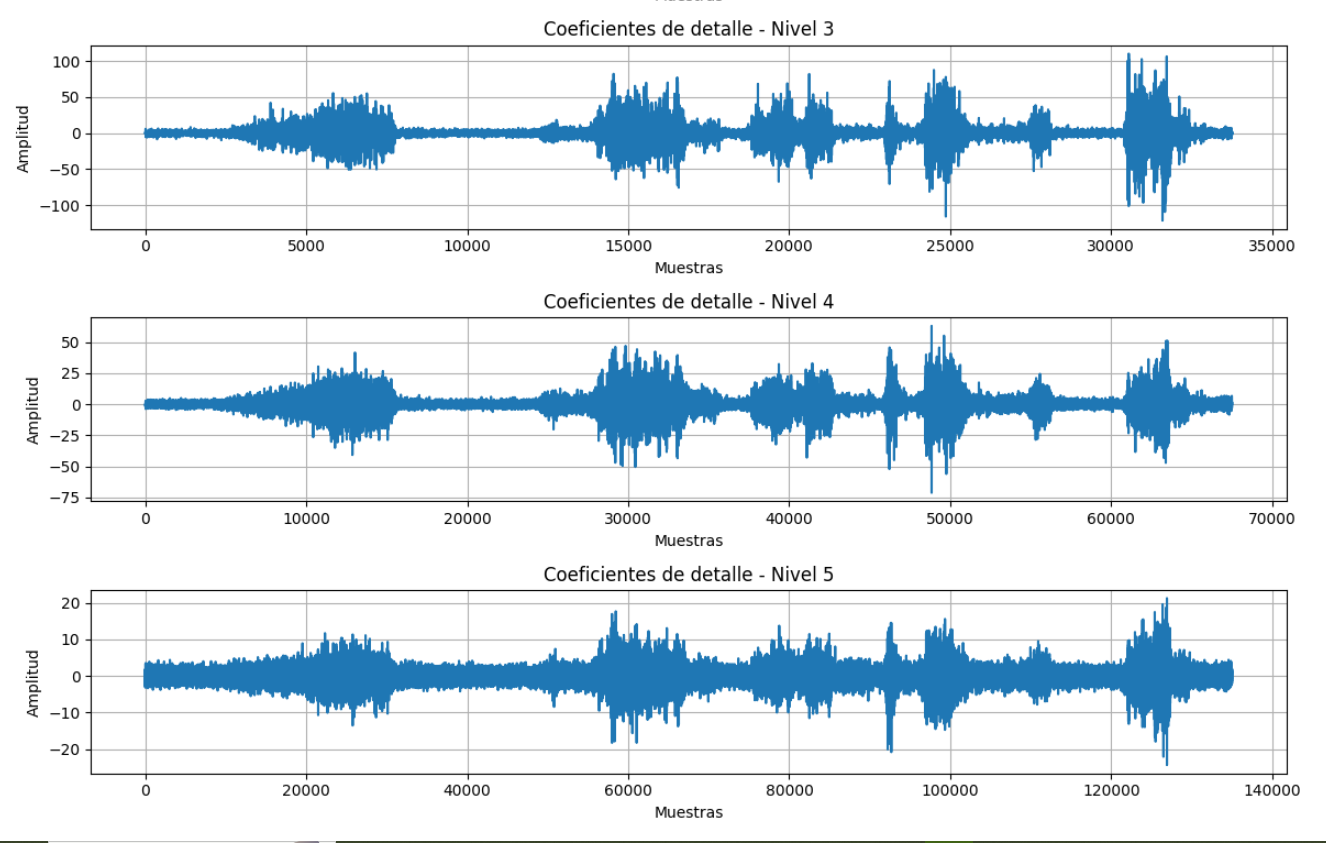 Muestras
Coeficientes de detalle - Nivel 3
100
50
0
−50
−100
Amplitud
0 5000 10000 15000 20000 25000 30000 35000
Muestras
Coeficientes de detalle - Nivel 4
50
25
0
−25
−50
−75
Amplitud
0 10000 20000 30000 40000 50000 60000 70000
Muestras
Coeficientes de detalle - Nivel 5
20
10
0
−10
−20
Amplitud
0 20000 40000 60000 80000 100000 120000 140000
Muestras